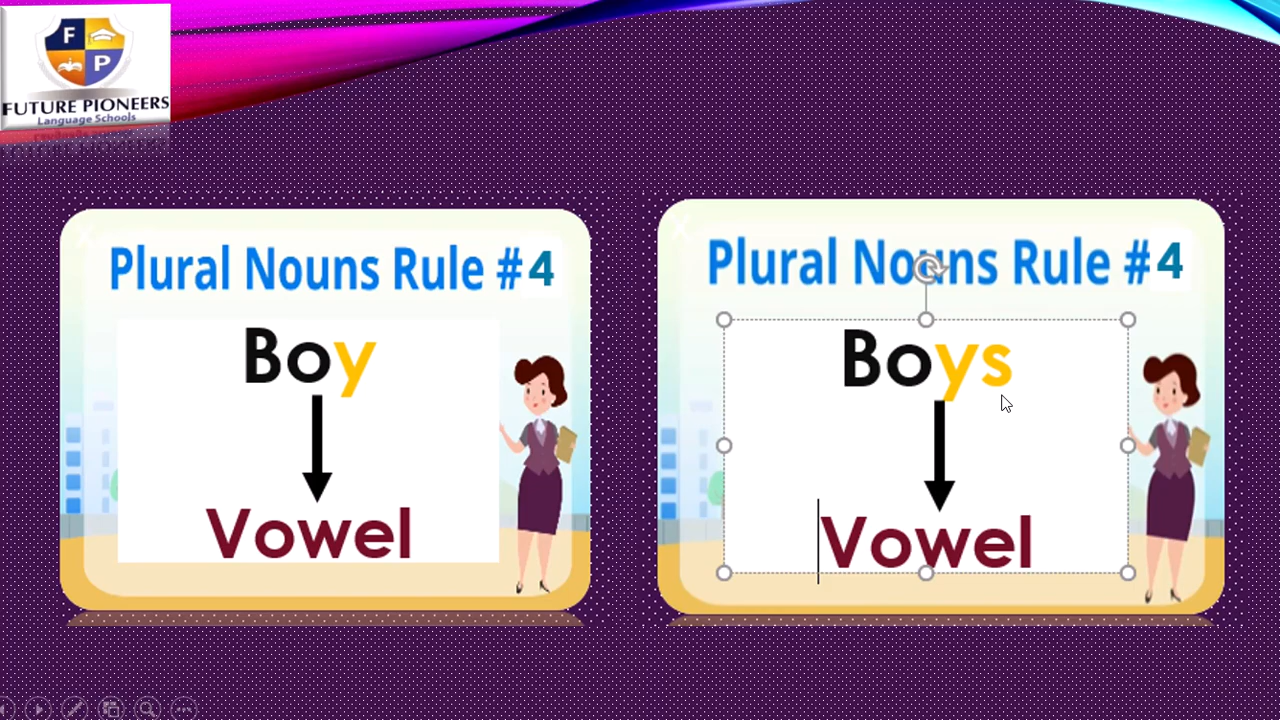 F
P
FUTURE PIONEERS
Language Schools
Plural Nouns Rule #4
Boy
Vowel
Plural Nouns Rule #4
Boys
Vowel